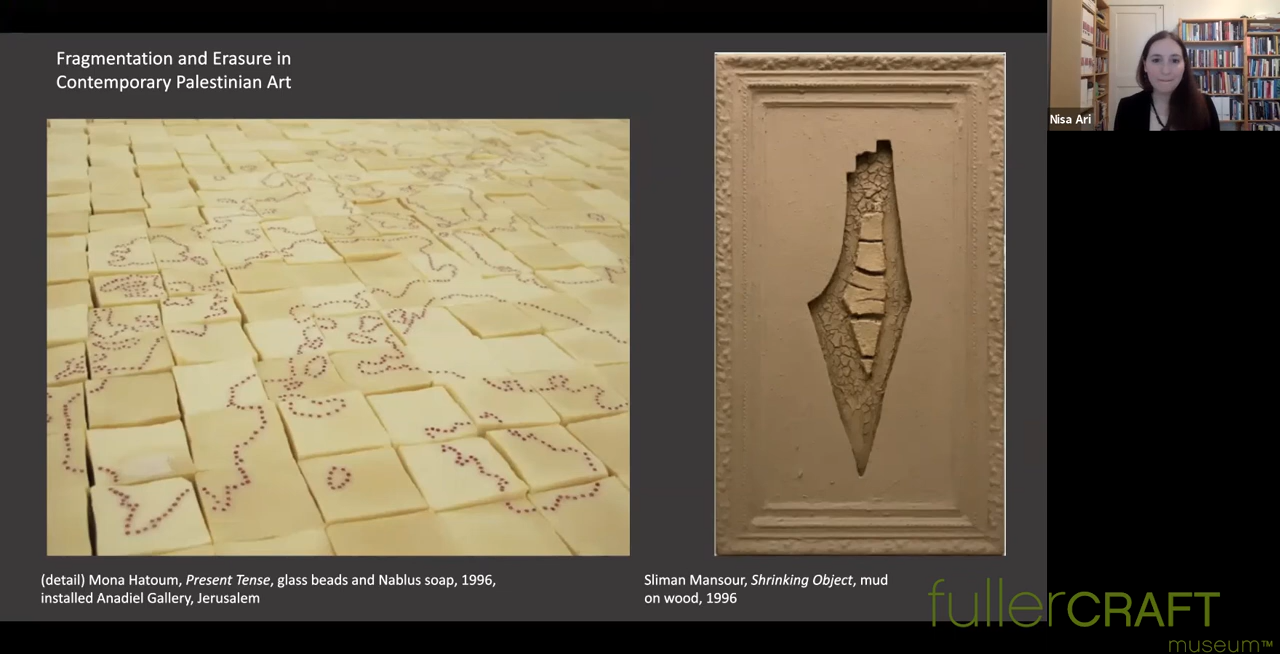 Fragmentation and Erasure in
Contemporary Palestinian Art
Nisa Ari
(detail) Mona Hatoum, Present Tense, glass beads and Nablus soap, 1996,
installed Anadiel Gallery, Jerusalem
Sliman Mansour, Shrinking Object, mud
on wood, 1996
fullerCRAFT
museum™